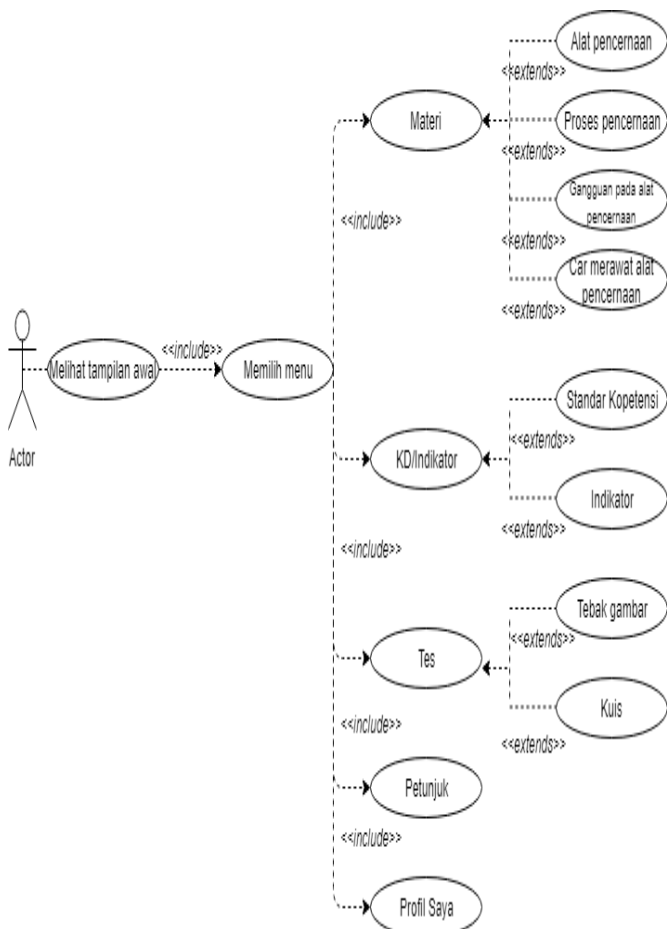 Alat pencernaan
<<extends>>
Materi
Proses pencernaan
<<extends>>
Gangguan pada alat
pencernaan
<<include>>
<<extends>>
Car merawat alat
pencernaan
<<extends>>
<<include>>
Melihat tampilan awal
Memilih menu
Actor
Standar Kopetensi
<<extends>>
KD/Indikator
Indikator
<<extends>>
<<include>>
Tebak gambar
<<extends>>
Tes
Kuis
<<include>>
<<extends>>
Petunjuk
<<include>>
Profil Saya